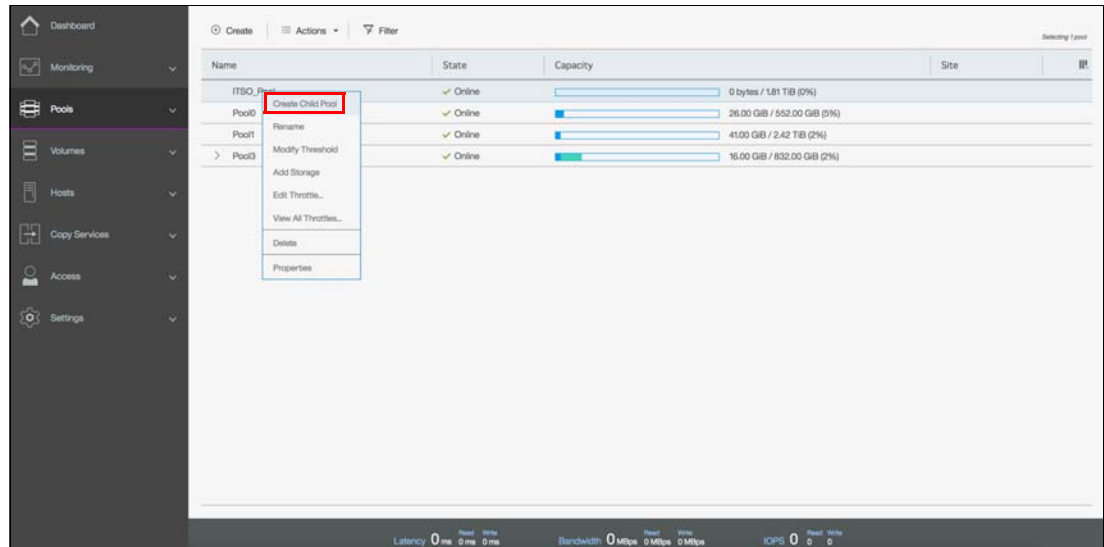 Dashboard
Monitoring
Pools
Volumes
Hosts
Copy Services
Access
Settings
Create Actions Filter
Selecting 1 pool
Name State Capacity Site
ITSO_Pool Online 0 bytes / 1.81 TiB (0%)
Pool0 Online 26.00 GiB / 552.00 GiB (5%)
Pool1 Online 41.00 GiB / 2.42 TiB (2%)
Pool3 Online 16.00 GiB / 832.00 GiB (2%)
Create Child Pool
Rename
Modify Threshold
Add Storage
Edit Throttle...
View All Throttles...
Delete
Properties
Read Write Read Write Read Write
Latency 0 ms 0 ms 0 ms Bandwidth 0 MBps 0 MBps 0 MBps IOPS 0 0 0